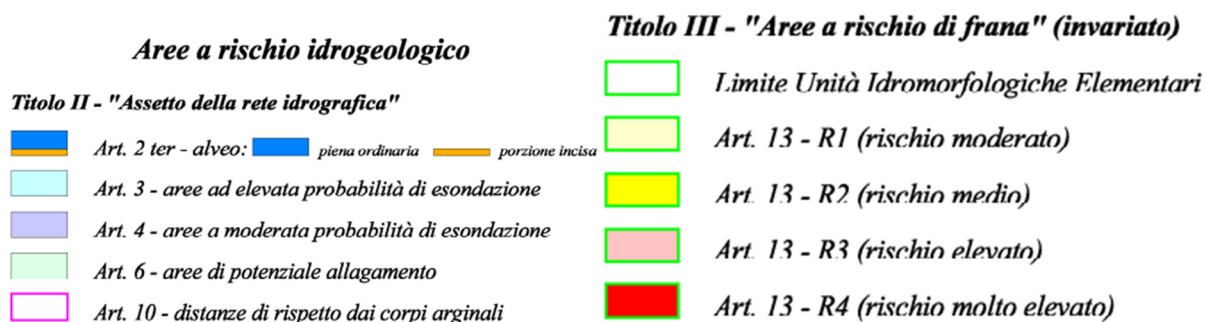 Aree a rischio idrogeologico
Titolo II - "Assetto della rete idrografica"
Art. 2 ter - alveo: piena ordinaria porzione incisa
Art. 3 - aree ad elevata probabilità di esondazione
Art. 4 - aree a moderata probabilità di esondazione
Art. 6 - aree di potenziale allagamento
Art. 10 - distanze di rispetto dai corpi arginali
Titolo III - "Aree a rischio di frana" (invariato)
Limite Unità Idromorfologiche Elementari
Art. 13 - R1 (rischio moderato)
Art. 13 - R2 (rischio medio)
Art. 13 - R3 (rischio elevato)
Art. 13 - R4 (rischio molto elevato)